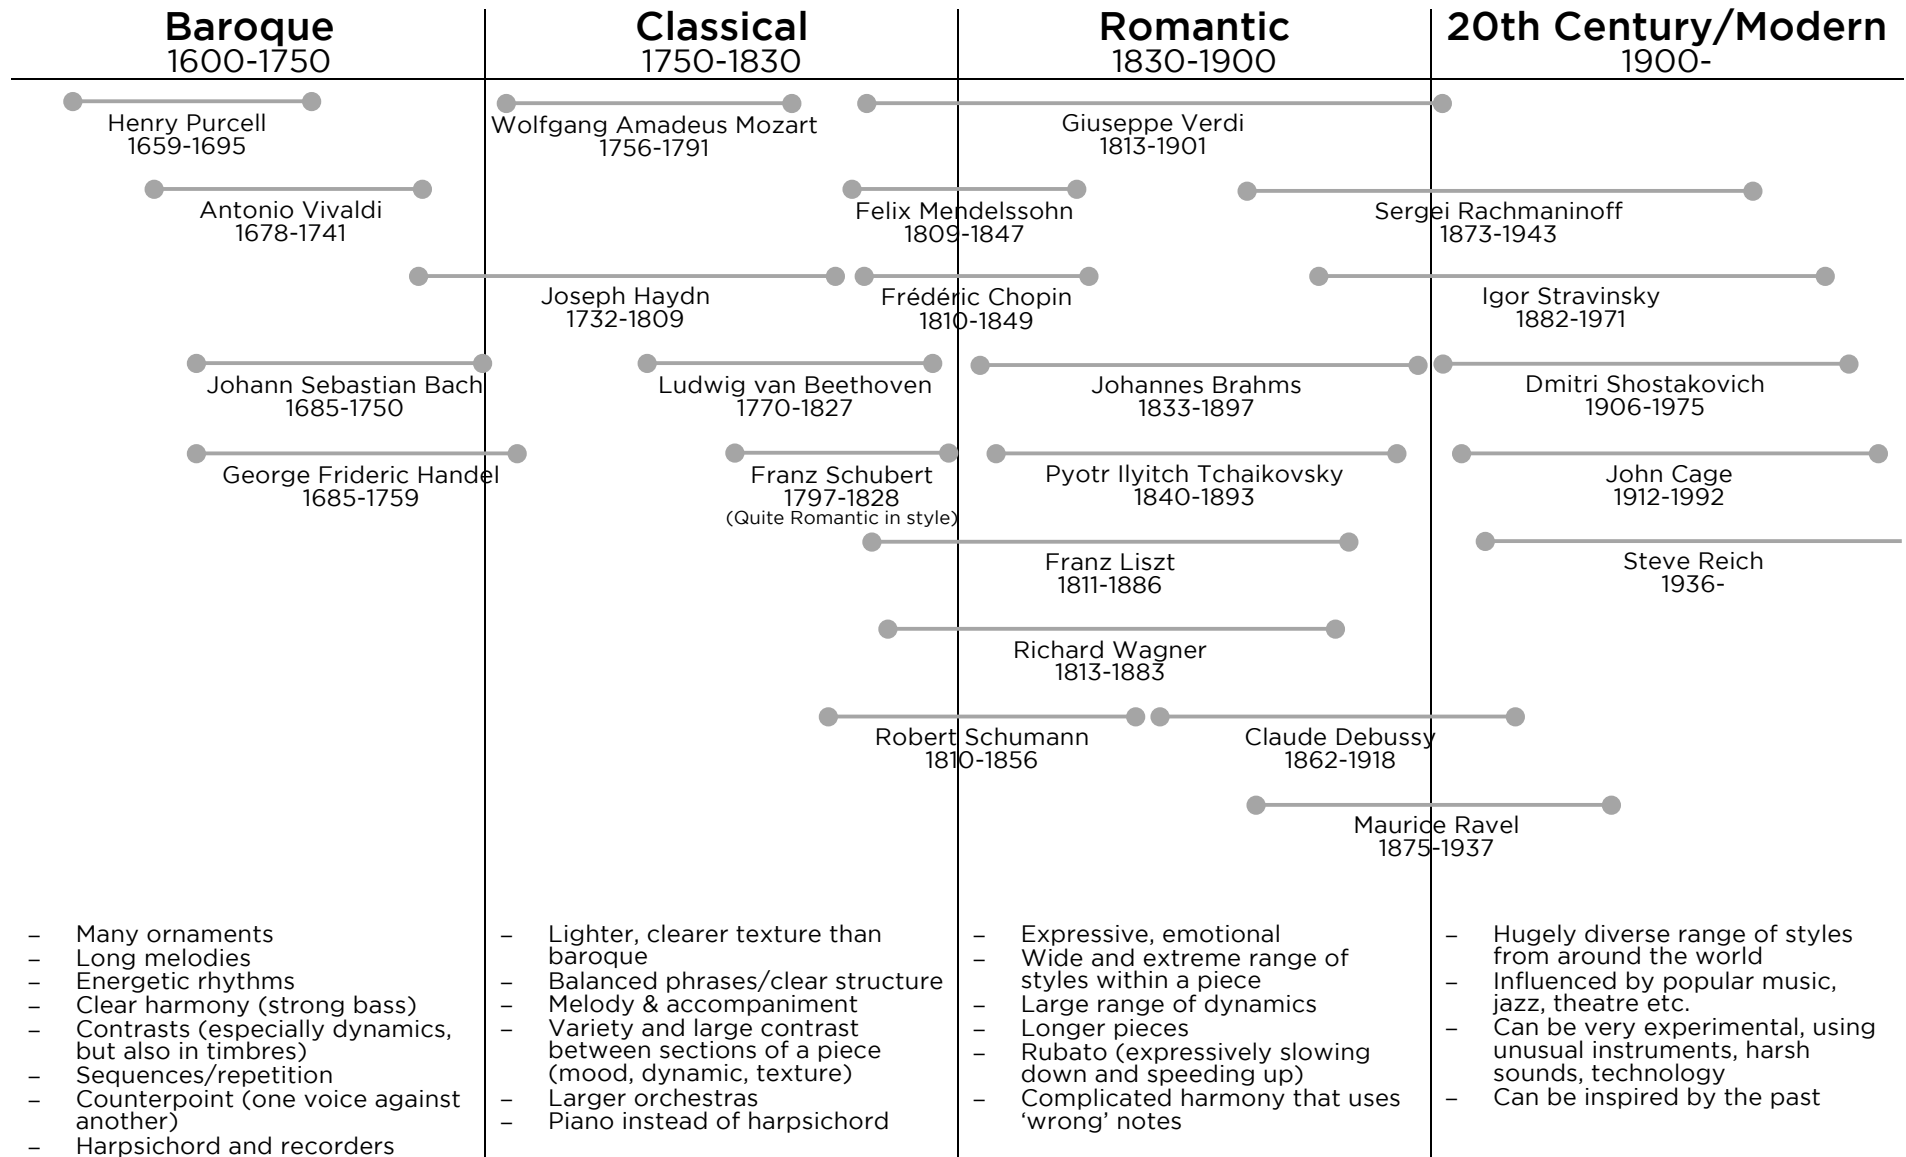 Baroque
1600-1750
Classical
1750-1830
Romantic
1830-1900
20th Century/Modern
1900-
Henry Purcell
1659-1695
Wolfgang Amadeus Mozart
1756-1791
Giuseppe Verdi
1813-1901
Antonio Vivaldi
1678-1741
Felix Mendelssohn
1809-1847
Sergei Rachmaninoff
1873-1943
Joseph Haydn
1732-1809
Frédéric Chopin
1810-1849
Igor Stravinsky
1882-1971
Johann Sebastian Bach
1685-1750
Ludwig van Beethoven
1770-1827
Johannes Brahms
1833-1897
Dmitri Shostakovich
1906-1975
George Frideric Handel
1685-1759
Franz Schubert
1797-1828
(Quite Romantic in style)
Pyotr Ilyitch Tchaikovsky
1840-1893
John Cage
1912-1992
Franz Liszt
1811-1886
Steve Reich
1936-
Richard Wagner
1813-1883
Robert Schumann
1810-1856
Claude Debussy
1862-1918
Maurice Ravel
1875-1937
– Many ornaments
– Long melodies
– Energetic rhythms
– Clear harmony (strong bass)
– Contrasts (especially dynamics,
but also in timbres)
– Sequences/repetition
– Counterpoint (one voice against
another)
– Harpsichord and recorders
– Lighter, clearer texture than
baroque
– Balanced phrases/clear structure
– Melody & accompaniment
– Variety and large contrast
between sections of a piece
(mood, dynamic, texture)
– Larger orchestras
– Piano instead of harpsichord
– Expressive, emotional
– Wide and extreme range of
styles within a piece
– Large range of dynamics
– Longer pieces
– Rubato (expressively slowing
down and speeding up)
– Complicated harmony that uses
‘wrong’ notes
– Hugely diverse range of styles
from around the world
– Influenced by popular music,
jazz, theatre etc.
– Can be very experimental, using
unusual instruments, harsh
sounds, technology
– Can be inspired by the past